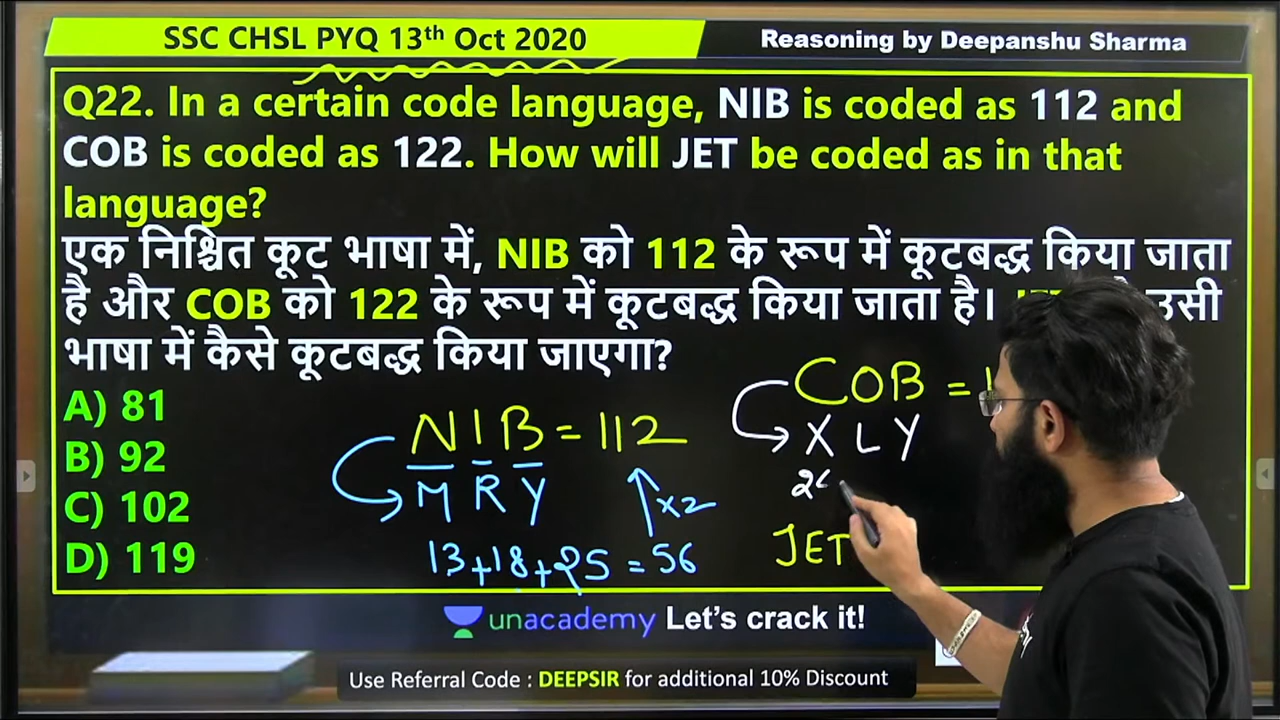 SSC CHSL PYQ 13th Oct 2020
Reasoning by Deepanshu Sharma
Q22. In a certain code language, NIB is coded as 112 and
COB is coded as 122. How will JET be coded as in that
language?
एक निश्चित कूट भाषा में, NIB को 112 के रूप में कूटबद्ध किया जाता
है और COB को 122 के रूप में कूटबद्ध किया जाता है। उसी
भाषा में कैसे कूटबद्ध किया जाएगा?
A) 81
B) 92
C) 102
D) 119
NIB = 112
MRY ×2
13+18+25 = 56
COB =
XLY
JET
unacademy Let's crack it!
Use Referral Code : DEEPSIR for additional 10% Discount